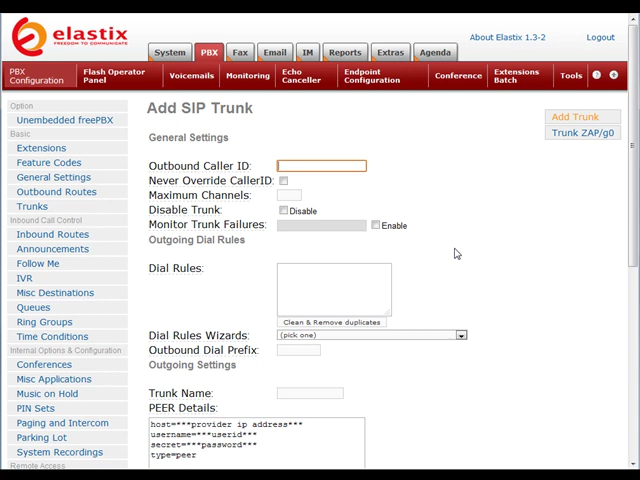 elastix
FREEDOM TO COMMUNICATE
System
PBX
Fax
Email
IM
Reports
Extras
Agenda
About Elastix 1.3-2
Logout
PBX Configuration
Flash Operator Panel
Voicemails
Monitoring
Echo Canceller
Endpoint Configuration
Conference
Extensions Batch
Tools
Option
Unembedded freePBX
Basic
Extensions
Feature Codes
General Settings
Outbound Routes
Trunks
Inbound Call Control
Inbound Routes
Announcements
Follow Me
IVR
Misc Destinations
Queues
Ring Groups
Time Conditions
Internal Options & Configuration
Conferences
Misc Applications
Music on Hold
PIN Sets
Paging and Intercom
Parking Lot
System Recordings
Remote Access
Add SIP Trunk
Add Trunk
Trunk ZAP/g0
General Settings
Outbound Caller ID:
Never Override CallerID:
Maximum Channels:
Disable Trunk: Disable
Monitor Trunk Failures: Enable
Outgoing Dial Rules
Dial Rules:
Clean & Remove duplicates
Dial Rules Wizards: (pick one)
Outbound Dial Prefix:
Outgoing Settings
Trunk Name:
PEER Details:
host=***provider ip address***
username=***userid***
secret=***password***
type=peer